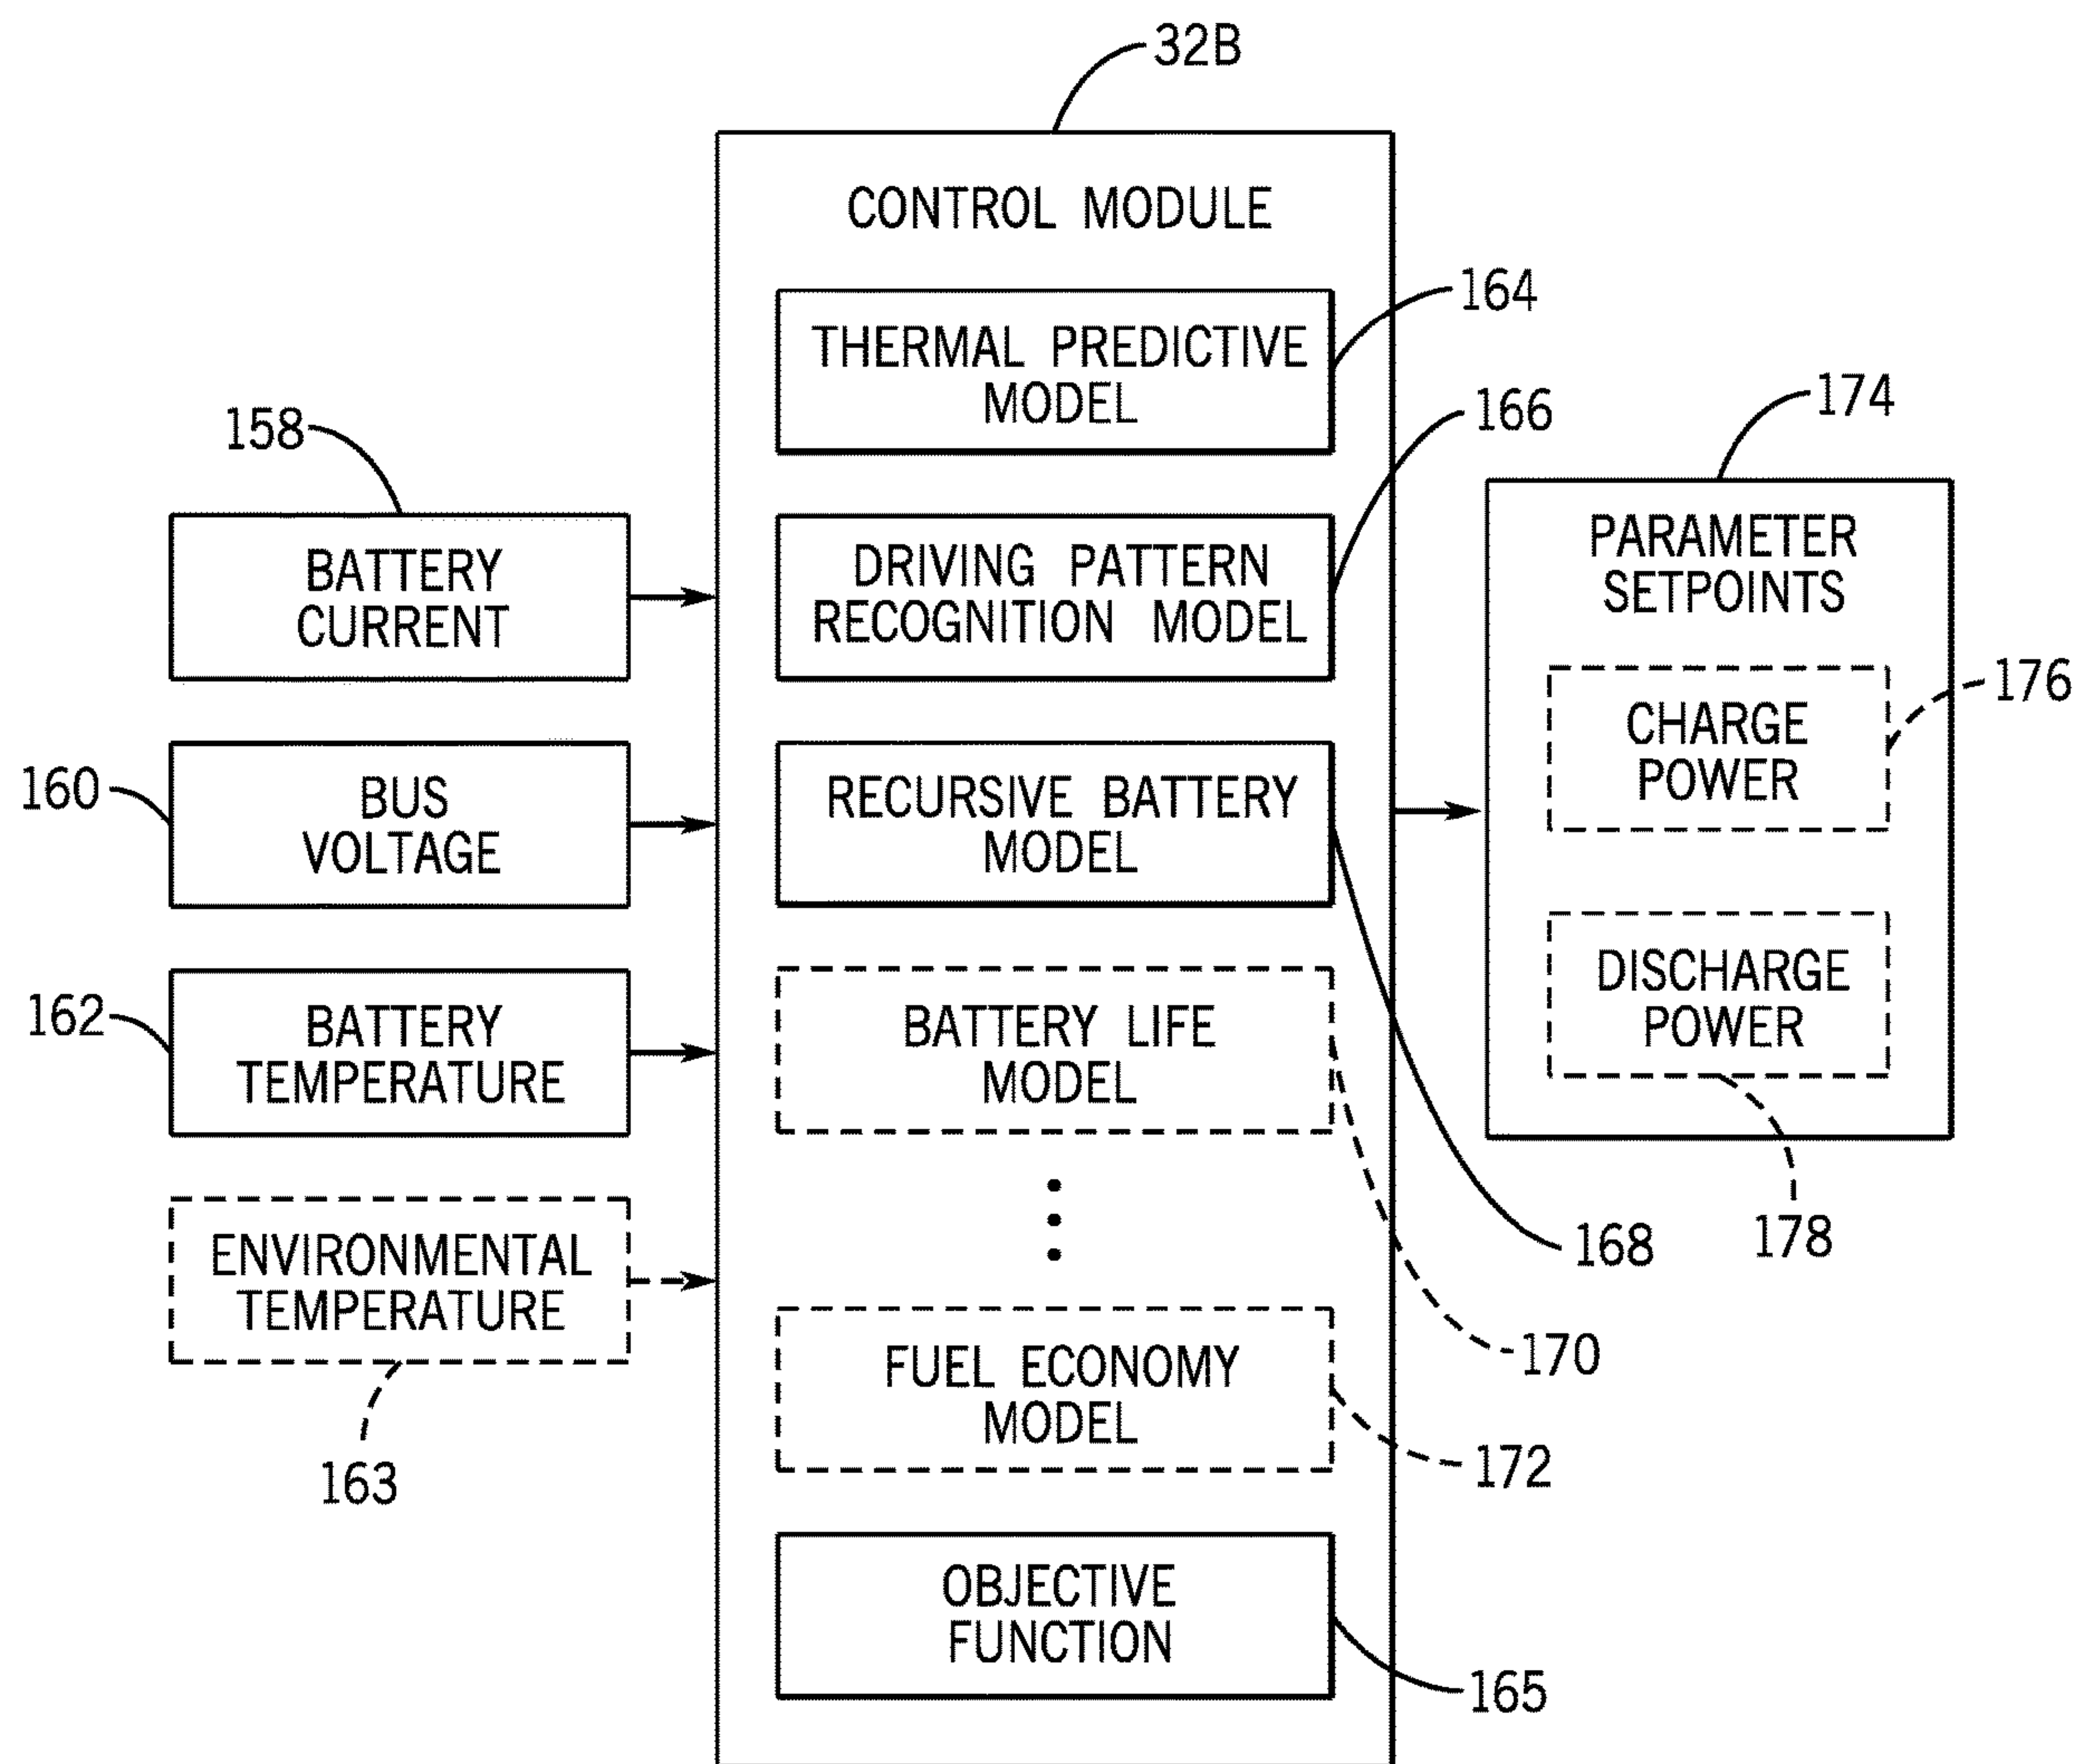 32B
CONTROL MODULE
164
THERMAL PREDICTIVE
MODEL
166
DRIVING PATTERN
RECOGNITION MODEL
158
BATTERY
CURRENT
160
BUS
VOLTAGE
RECURSIVE BATTERY
MODEL
168
162
BATTERY
TEMPERATURE
BATTERY LIFE
MODEL
170
ENVIRONMENTAL
TEMPERATURE
163
FUEL ECONOMY
MODEL
172
OBJECTIVE
FUNCTION
165
174
PARAMETER
SETPOINTS
CHARGE
POWER
176
DISCHARGE
POWER
178